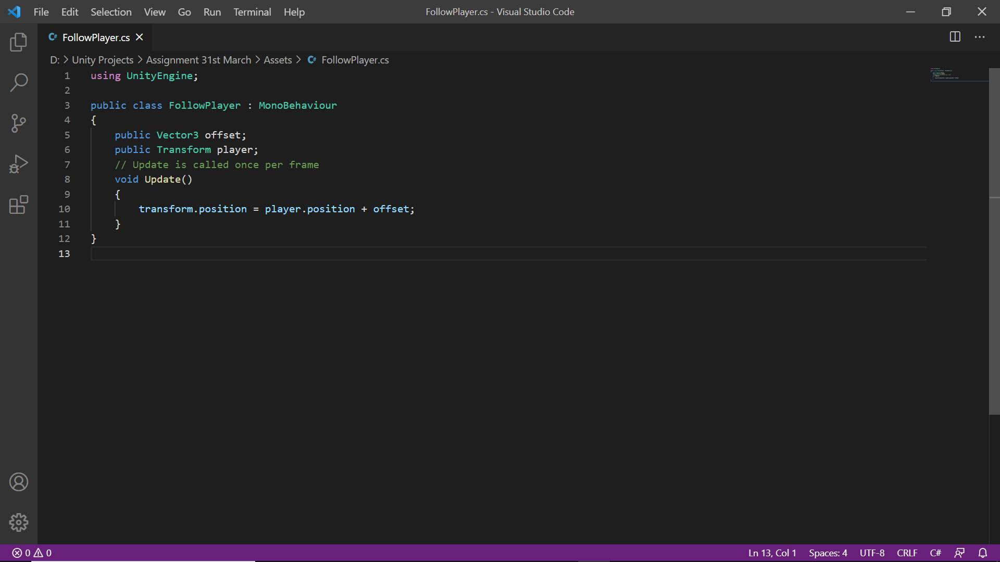 File Edit Selection View Go Run Terminal Help FollowPlayer.cs - Visual Studio Code
C# FollowPlayer.cs
D: > Unity Projects > Assignment 31st March > Assets > C# FollowPlayer.cs
1 using UnityEngine;
2
3 public class FollowPlayer : MonoBehaviour
4 {
5     public Vector3 offset;
6     public Transform player;
7     // Update is called once per frame
8     void Update()
9     {
10         transform.position = player.position + offset;
11     }
12 }
13
0 0 Ln 13, Col 1 Spaces: 4 UTF-8 CRLF C#